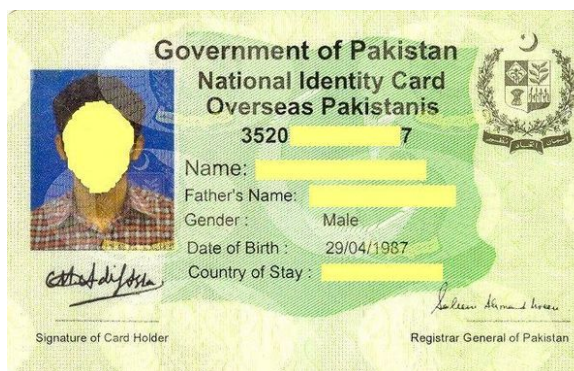 Government of Pakistan
National Identity Card
Overseas Pakistanis
3520 7
Name:
Father's Name:
Gender : Male
Date of Birth : 29/04/1987
Country of Stay :
Signature of Card Holder
Registrar General of Pakistan